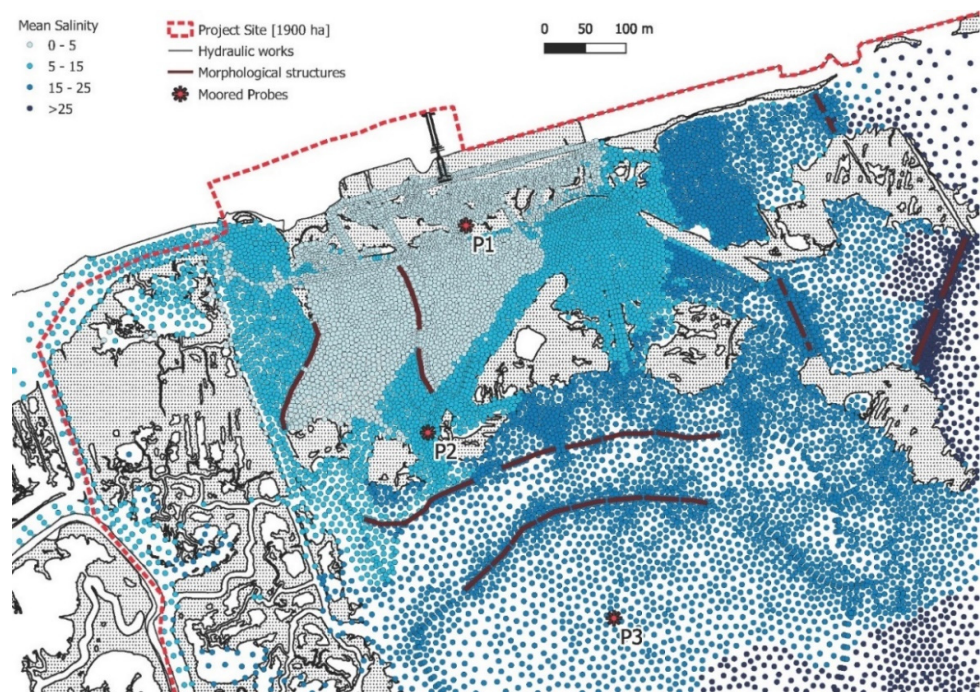 Mean Salinity
0 - 5
5 - 15
15 - 25
>25
Project Site [1900 ha]
Hydraulic works
Morphological structures
Moored Probes
0 50 100 m
P1
P2
P3